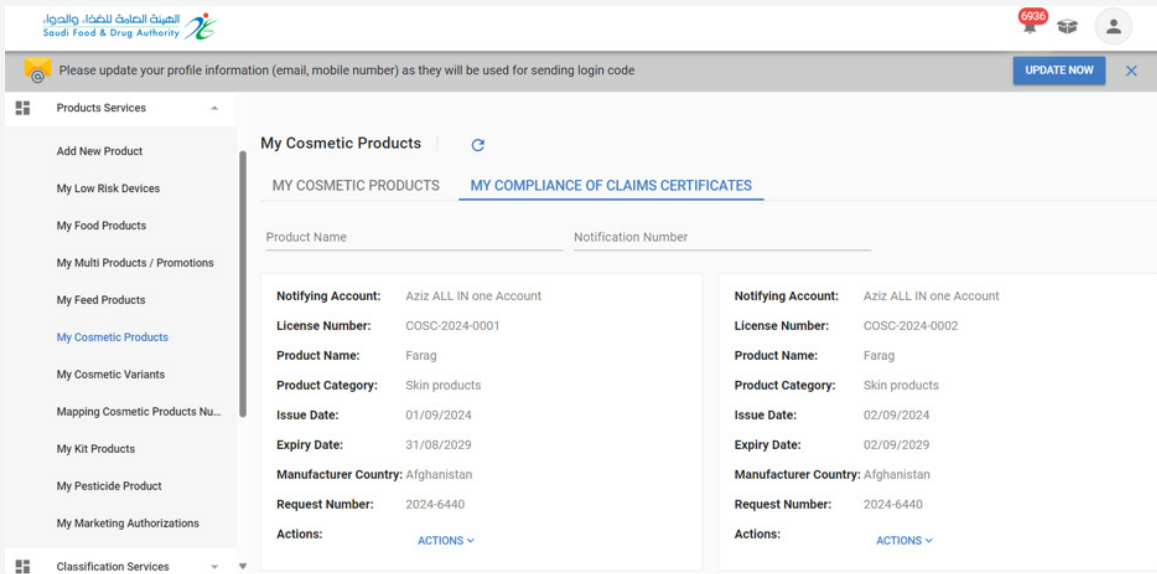 الهيئة العامة للغذاء والدواء
Saudi Food & Drug Authority
6936
Please update your profile information (email, mobile number) as they will be used for sending login code
UPDATE NOW
Products Services
Add New Product
My Low Risk Devices
My Food Products
My Multi Products / Promotions
My Feed Products
My Cosmetic Products
My Cosmetic Variants
Mapping Cosmetic Products Nu...
My Kit Products
My Pesticide Product
My Marketing Authorizations
Classification Services
My Cosmetic Products
MY COSMETIC PRODUCTS MY COMPLIANCE OF CLAIMS CERTIFICATES
Product Name Notification Number
Notifying Account: Aziz ALL IN one Account
License Number: COSC-2024-0001
Product Name: Farag
Product Category: Skin products
Issue Date: 01/09/2024
Expiry Date: 31/08/2029
Manufacturer Country: Afghanistan
Request Number: 2024-6440
Actions: ACTIONS
Notifying Account: Aziz ALL IN one Account
License Number: COSC-2024-0002
Product Name: Farag
Product Category: Skin products
Issue Date: 02/09/2024
Expiry Date: 02/09/2029
Manufacturer Country: Afghanistan
Request Number: 2024-6440
Actions: ACTIONS